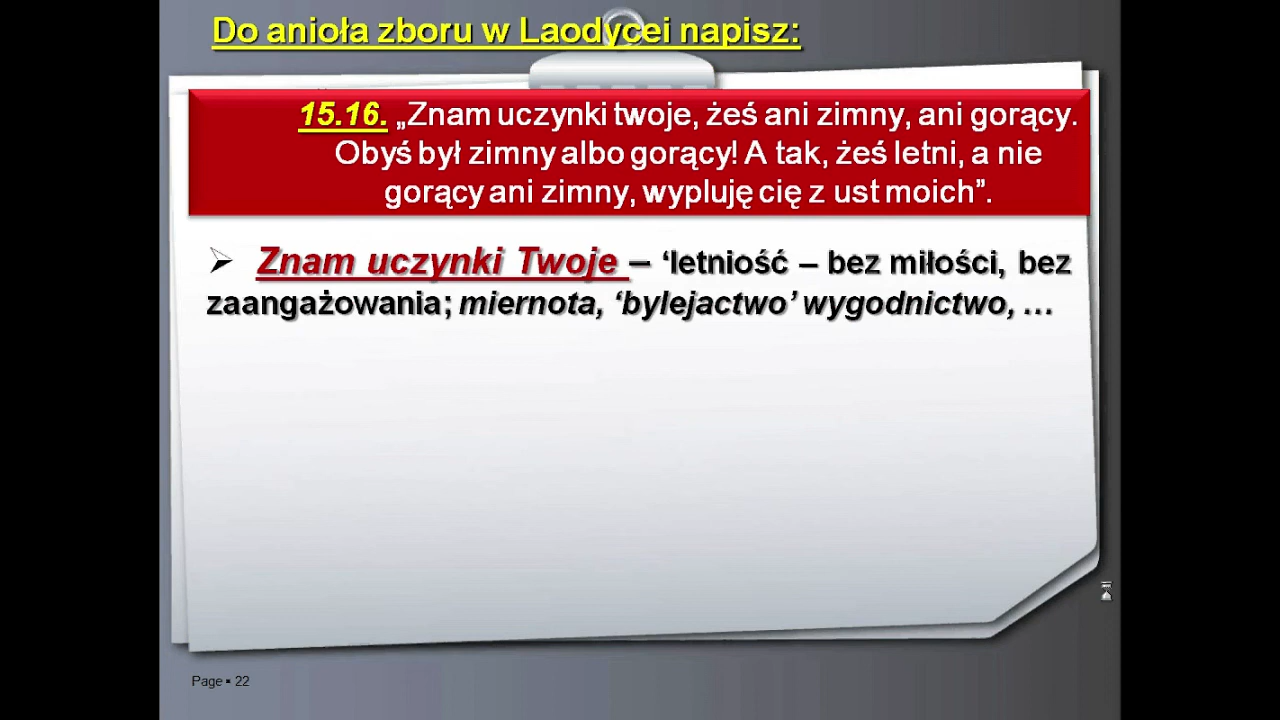 Do anioła zboru w Laodycei napisz:
15.16. „Znam uczynki twoje, żeś ani zimny, ani gorący.
Obyś był zimny albo gorący! A tak, żeś letni, a nie
gorący ani zimny, wypluję cię z ust moich”.
➢ Znam uczynki Twoje – ‘letniość – bez miłości, bez
zaangażowania; miernota, ‘bylejactwo’ wygodnictwo, …
Page ▪ 22